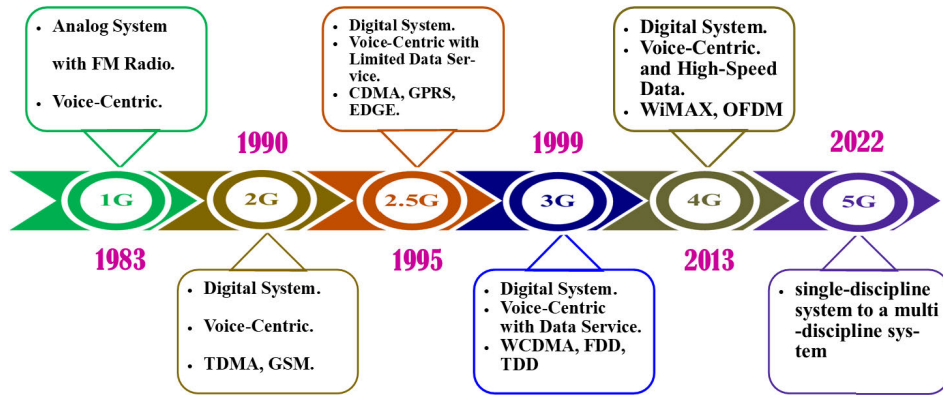 • Analog System
with FM Radio.
• Voice-Centric.
• Digital System.
• Voice-Centric with
Limited Data Ser-
vice.
• CDMA, GPRS,
EDGE.
• Digital System.
• Voice-Centric.
and High-Speed
Data.
• WiMAX, OFDM
1990
1999
2022
1G
2G
2.5G
3G
4G
5G
1983
1995
2013
• Digital System.
• Voice-Centric.
TDMA, GSM.
• Digital System.
• Voice-Centric
with Data Service.
• WCDMA, FDD,
TDD
• single-discipline
system to a multi
-discipline sys-
tem